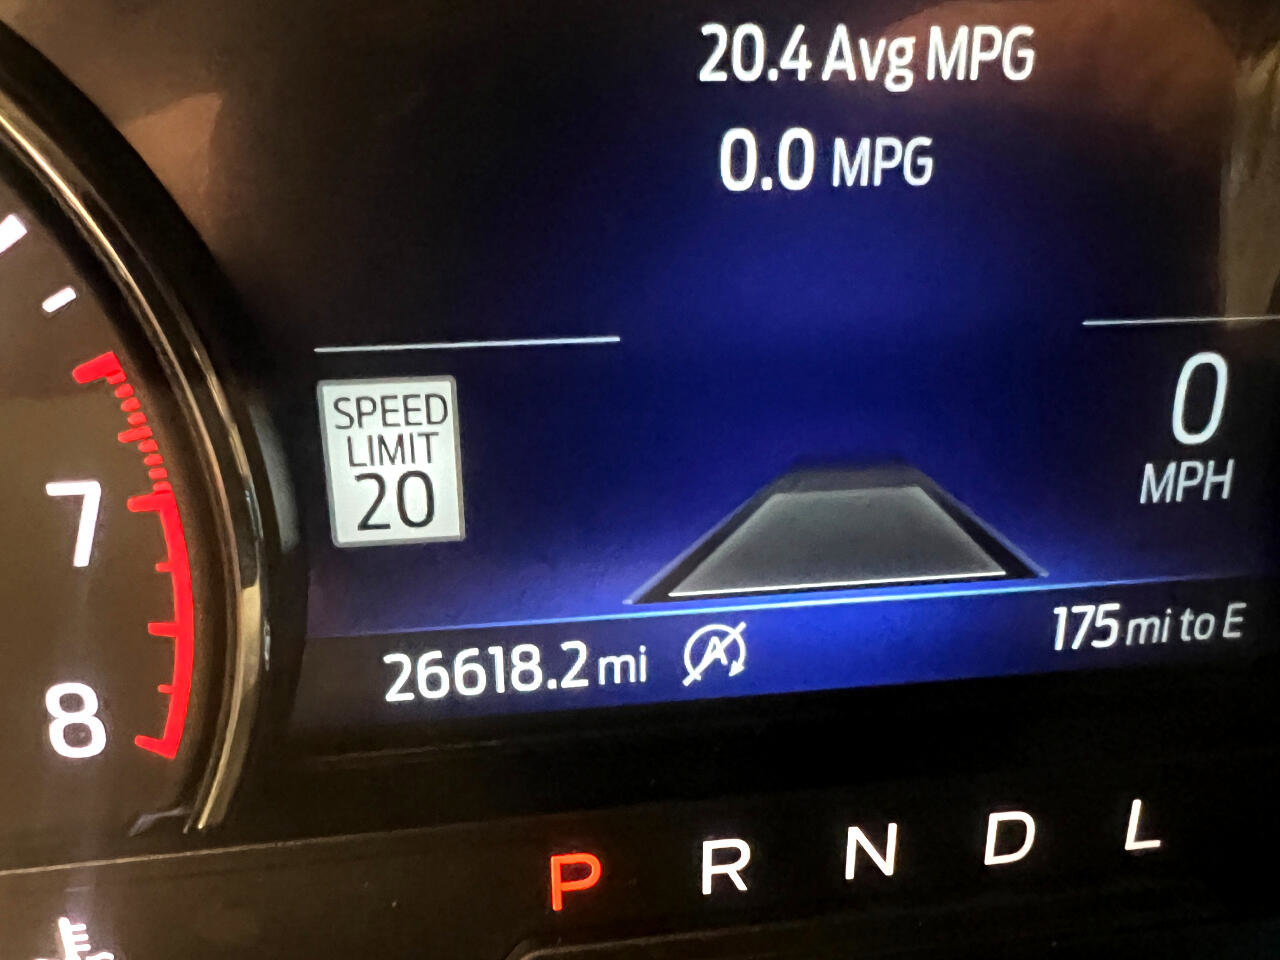 20.4 Avg MPG
0.0 MPG
SPEED
LIMIT
20
0
MPH
7
8
26618.2 mi
A
175 mi to E
P R N D L